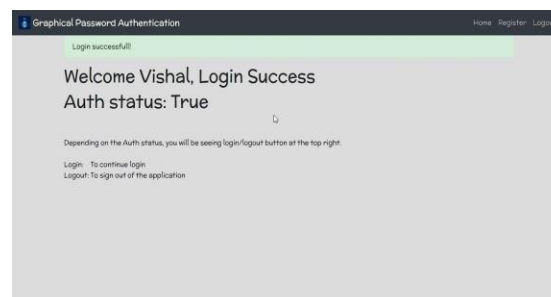 Graphical Password Authentication
Home Register Logout
Login successfull!
Welcome Vishal, Login Success
Auth status: True
Depending on the Auth status, you will be seeing login/logout button at the top right.
Login: To continue login
Logout: To sign out of the application